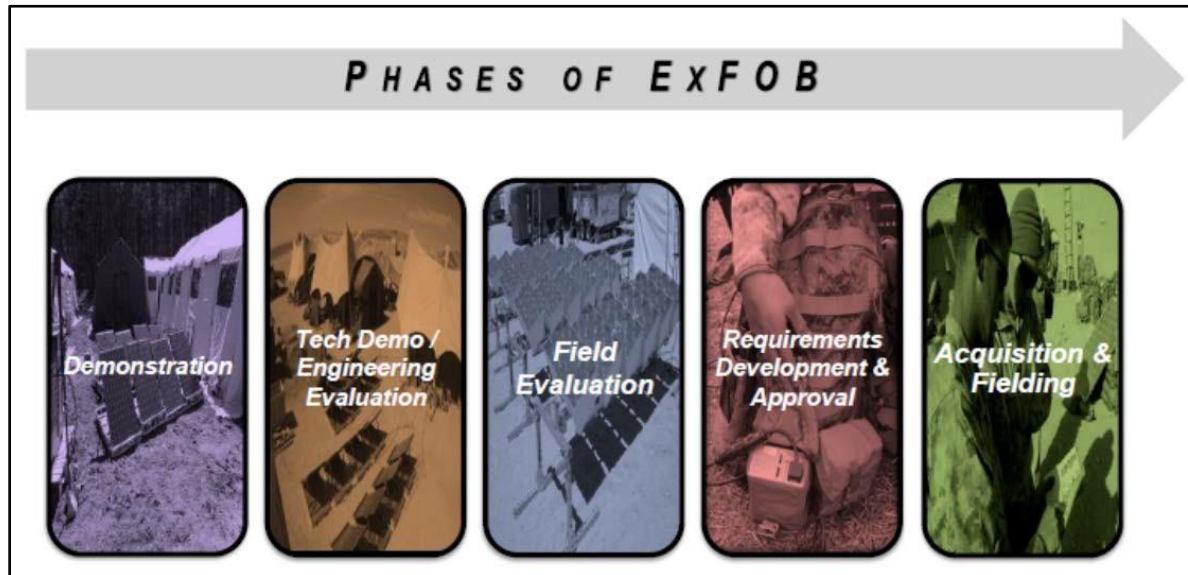 PHASES OF EXFOB
Demonstration
Tech Demo /
Engineering
Evaluation
Field
Evaluation
Requirements
Development &
Approval
Acquisition &
Fielding